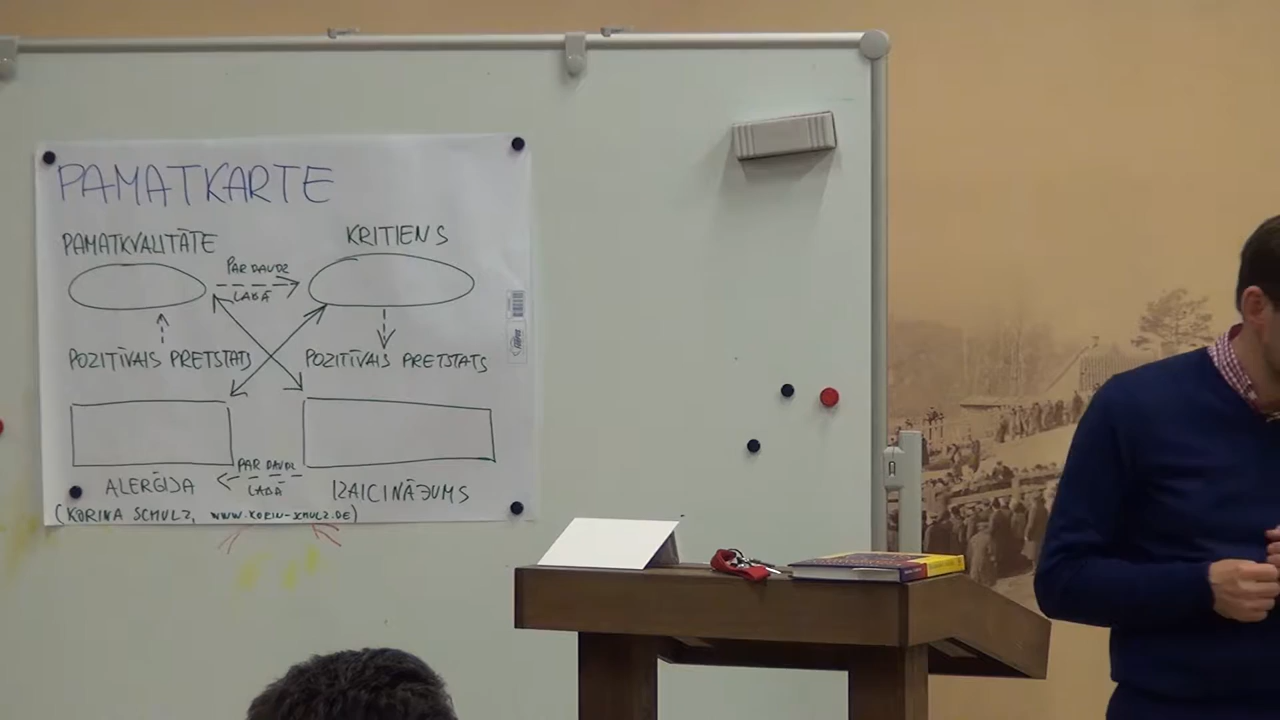 PAMATKARTE
PAMATKVALITĀTE
KRITIENS
PAR DAUDZ
LABĀ
POZITĪVAIS PRETSTATS
POZITĪVAIS PRETSTATS
PAR DAUDZ
LABĀ
ALERĢIJA
IZAICINĀJUMS
(KORINA SCHULZ, WWW.KORIN-SCHULZ.DE)